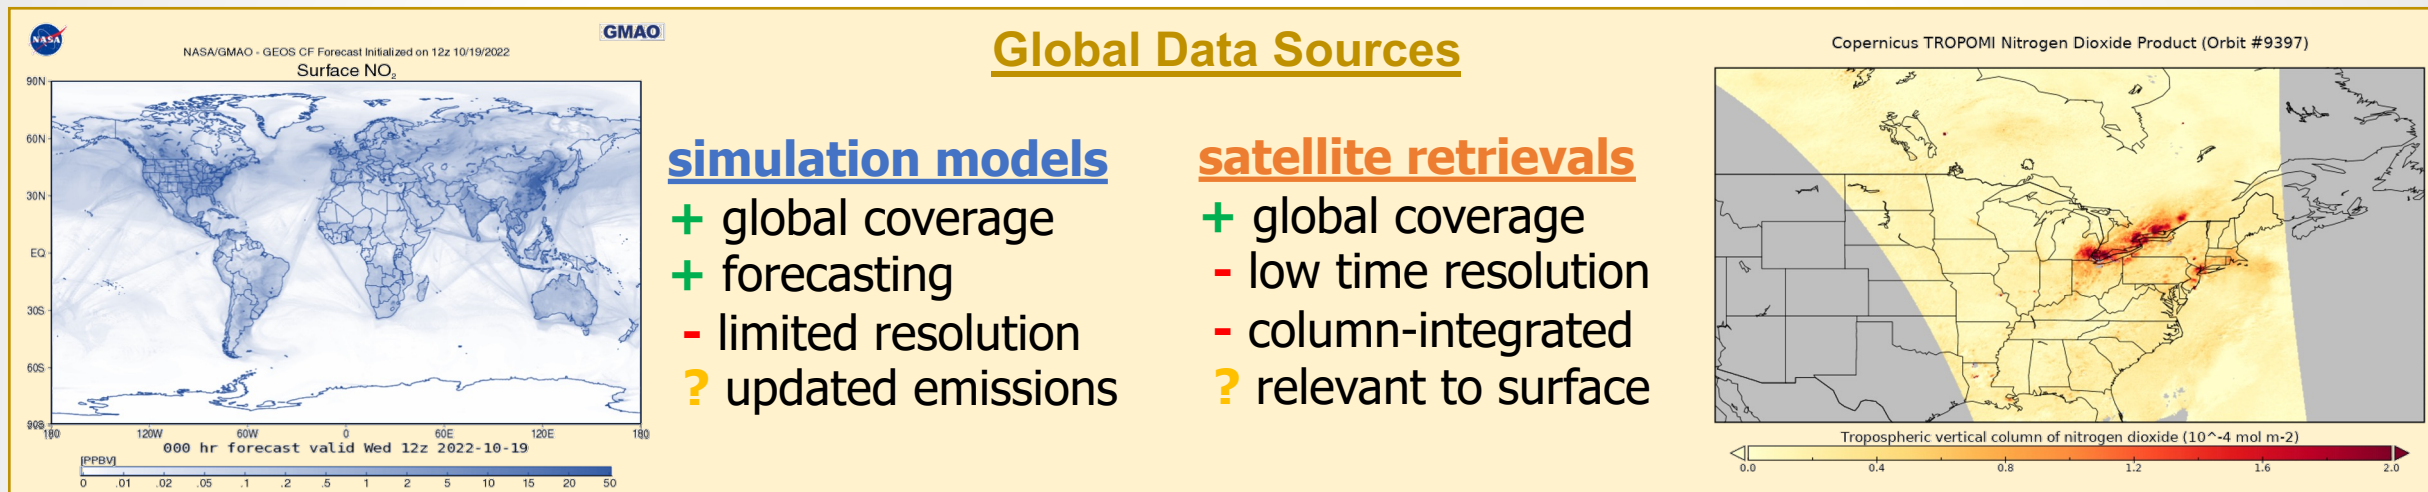 NASA
GMAO
NASA/GMAO - GEOS CF Forecast Initialized on 12z 10/19/2022
Surface NO₂
90N
60N
30N
EQ
30S
60S
90S
180 120W 60W 0 60E 120E 180
000 hr forecast valid Wed 12z 2022-10-19
[PPBV]
0 .01 .02 .05 .1 .2 .5 1 2 5 10 15 20 50
Global Data Sources
simulation models
+ global coverage
+ forecasting
- limited resolution
? updated emissions
satellite retrievals
+ global coverage
- low time resolution
- column-integrated
? relevant to surface
Copernicus TROPOMI Nitrogen Dioxide Product (Orbit #9397)
Tropospheric vertical column of nitrogen dioxide (10^-4 mol m-2)
0.0 0.4 0.8 1.2 1.6 2.0